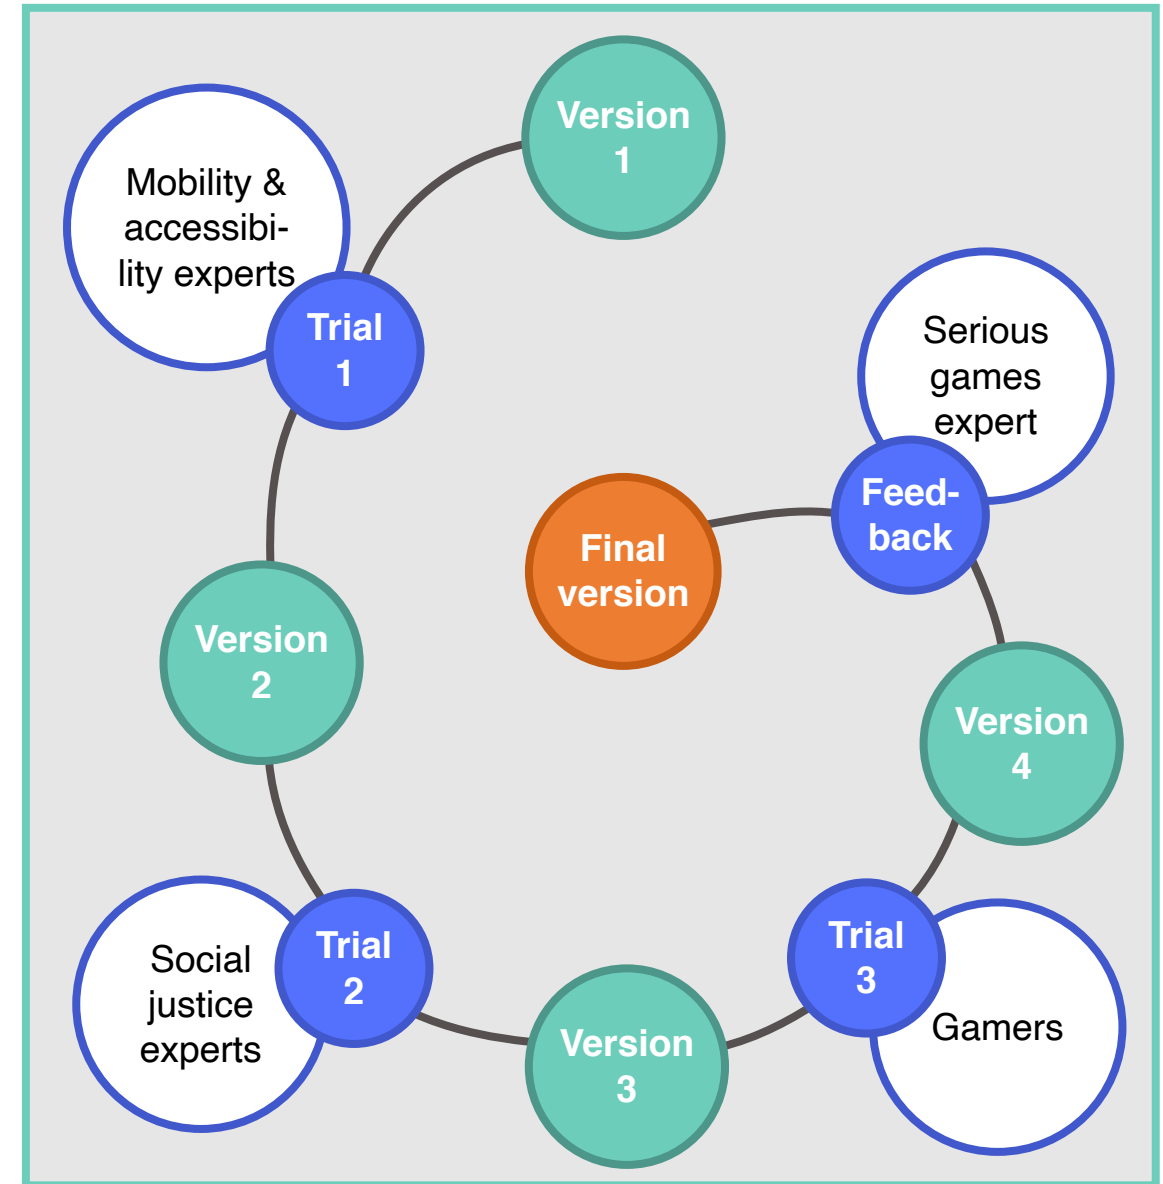 Version
1
Mobility &
accessibi-
lity experts
Trial
1
Version
2
Social
justice
experts
Trial
2
Version
3
Trial
3
Gamers
Version
4
Serious
games
expert
Feed-
back
Final
version